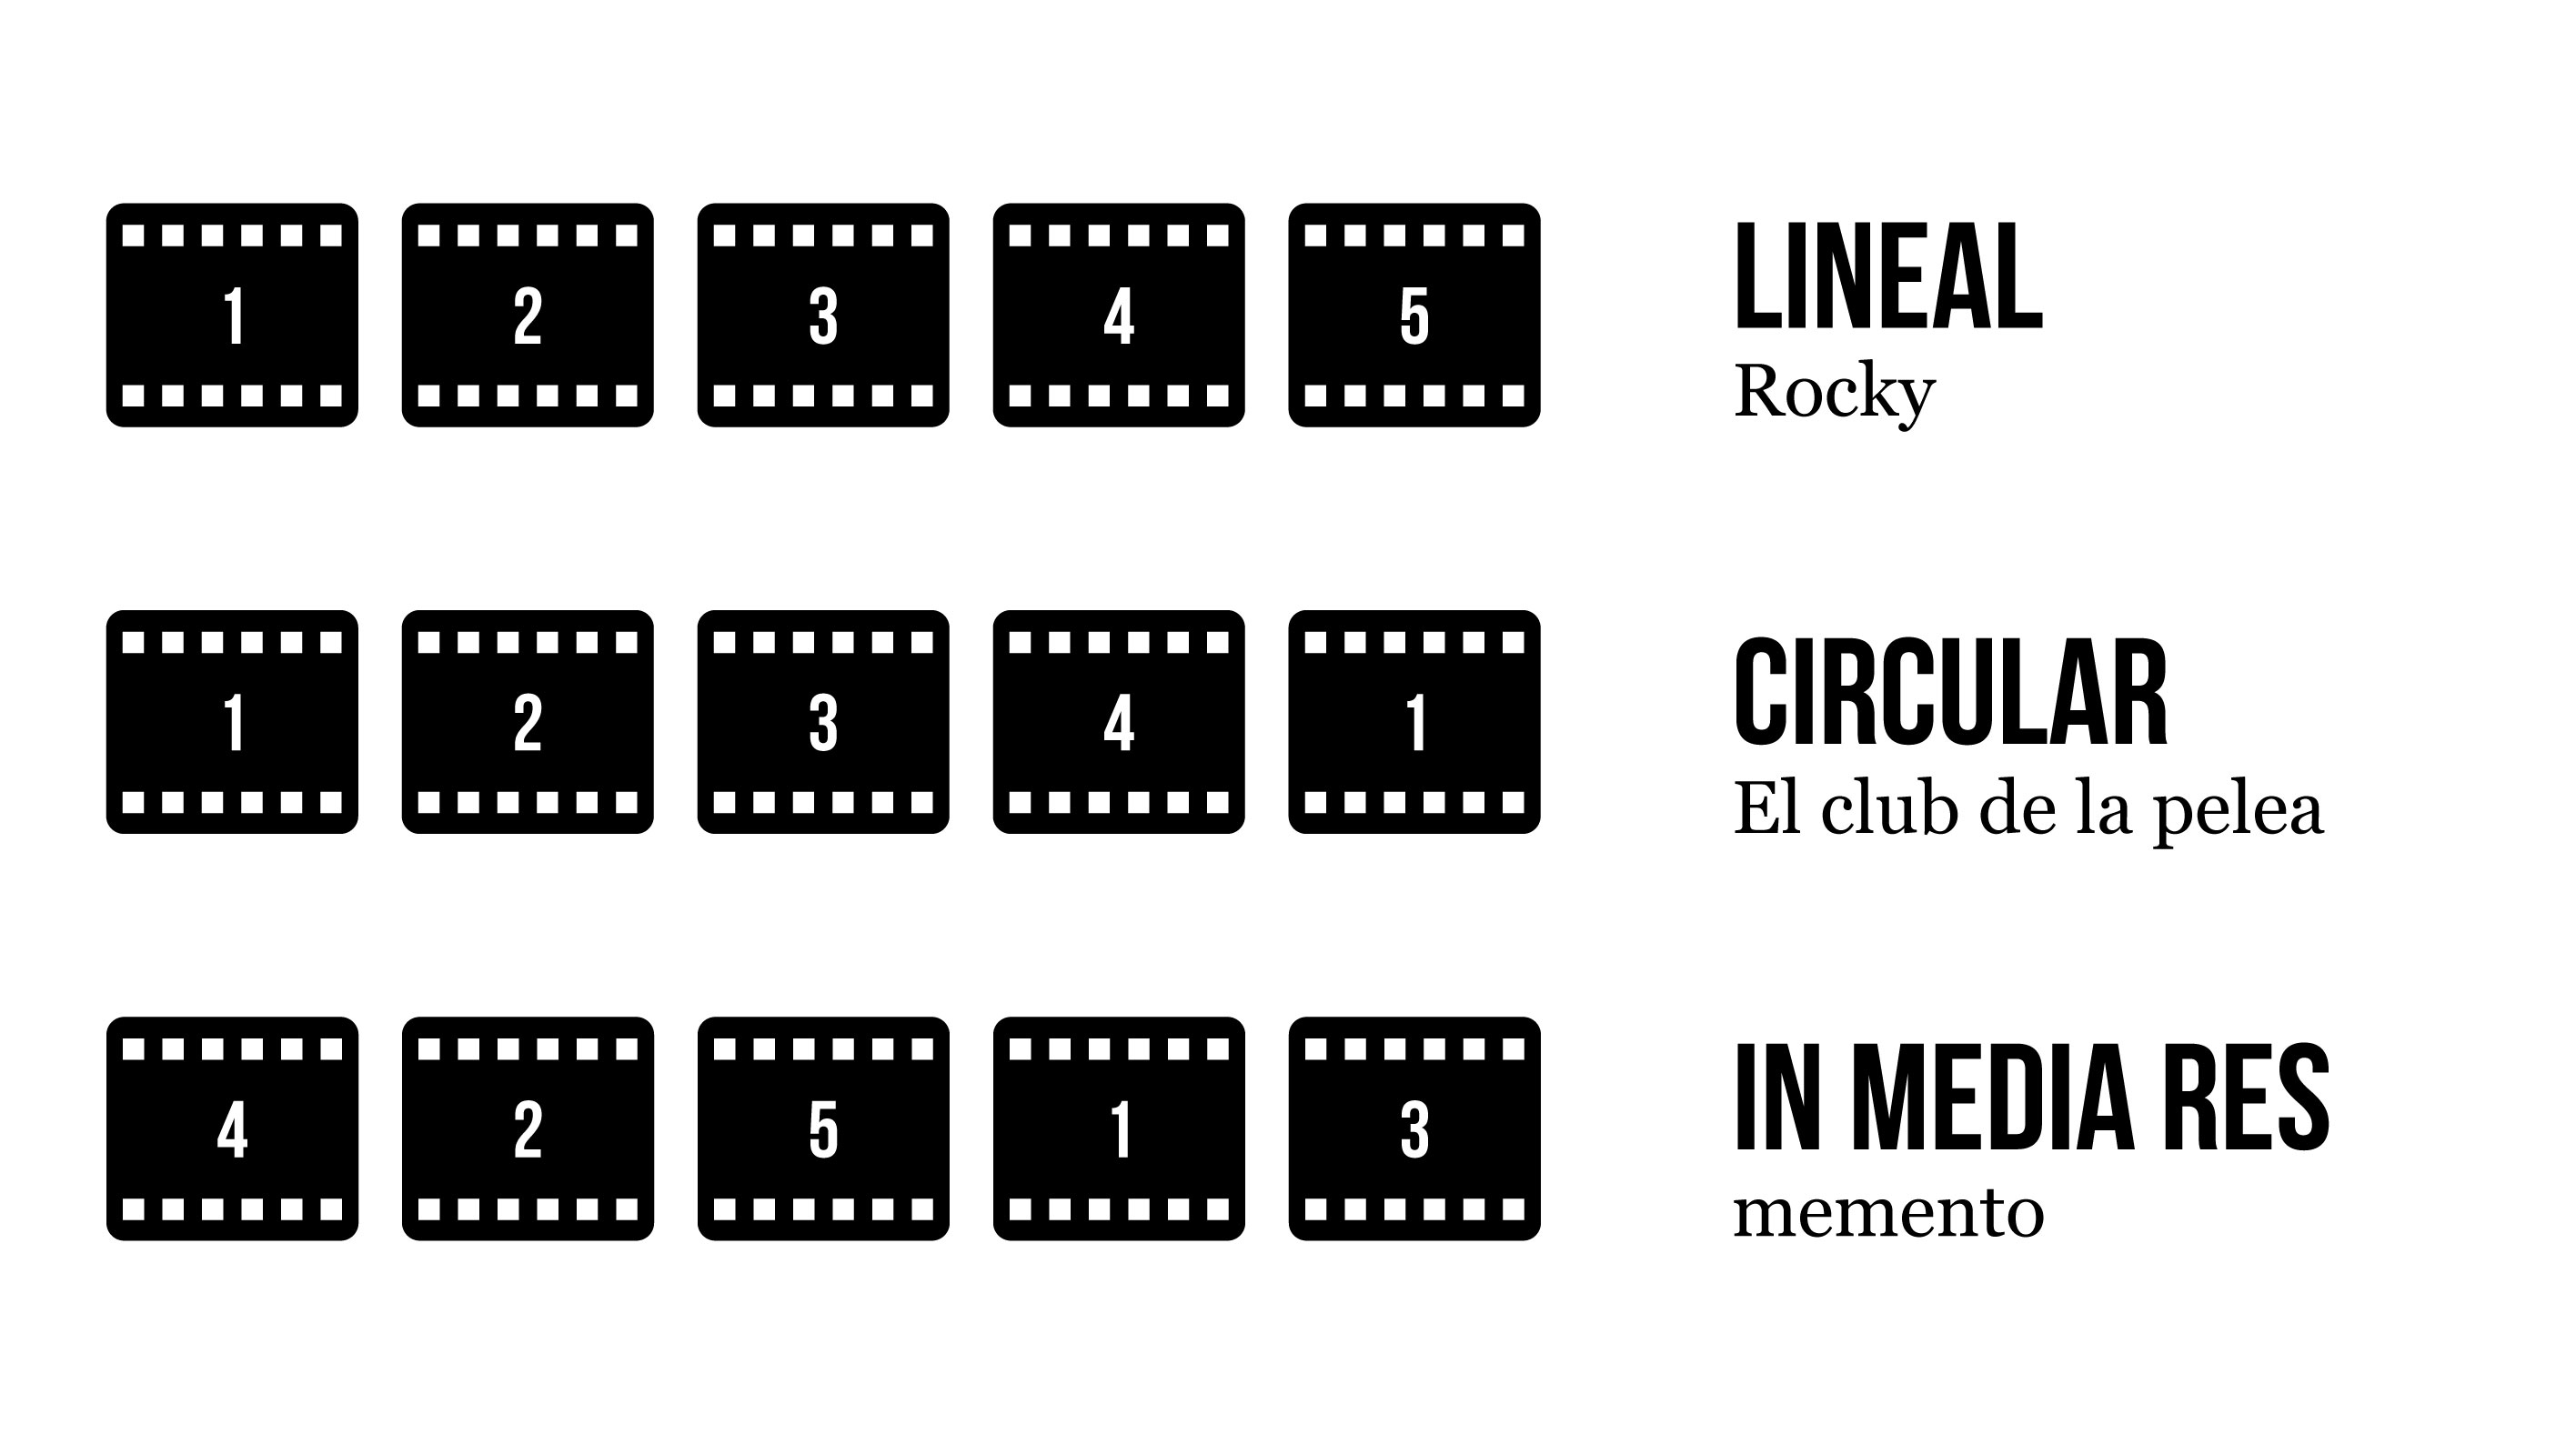 1 2 3 4 5 LINEAL
Rocky
1 2 3 4 1 CIRCULAR
El club de la pelea
4 2 5 1 3 IN MEDIA RES
memento